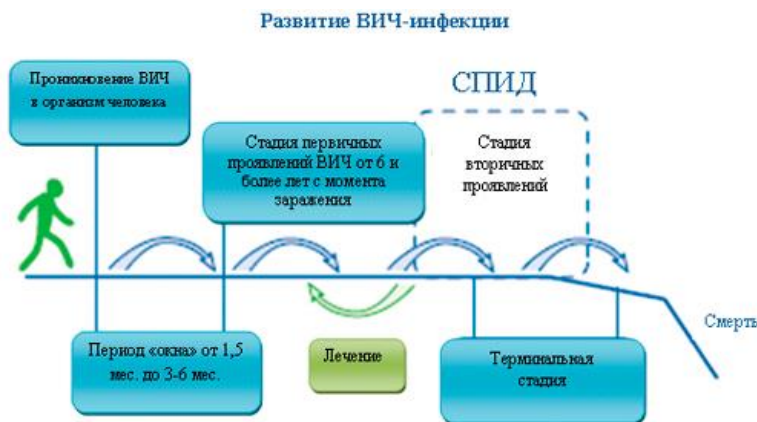 Развитие ВИЧ-инфекции
Проникновение ВИЧ
в организм человека
СПИД
Стадия первичных
проявлений ВИЧ от 6 и
более лет с момента
заражения
Стадия
вторичных
проявлений
Смерть
Период «окна» от 1,5
мес. до 3-6 мес.
Лечение
Терминальная
стадия